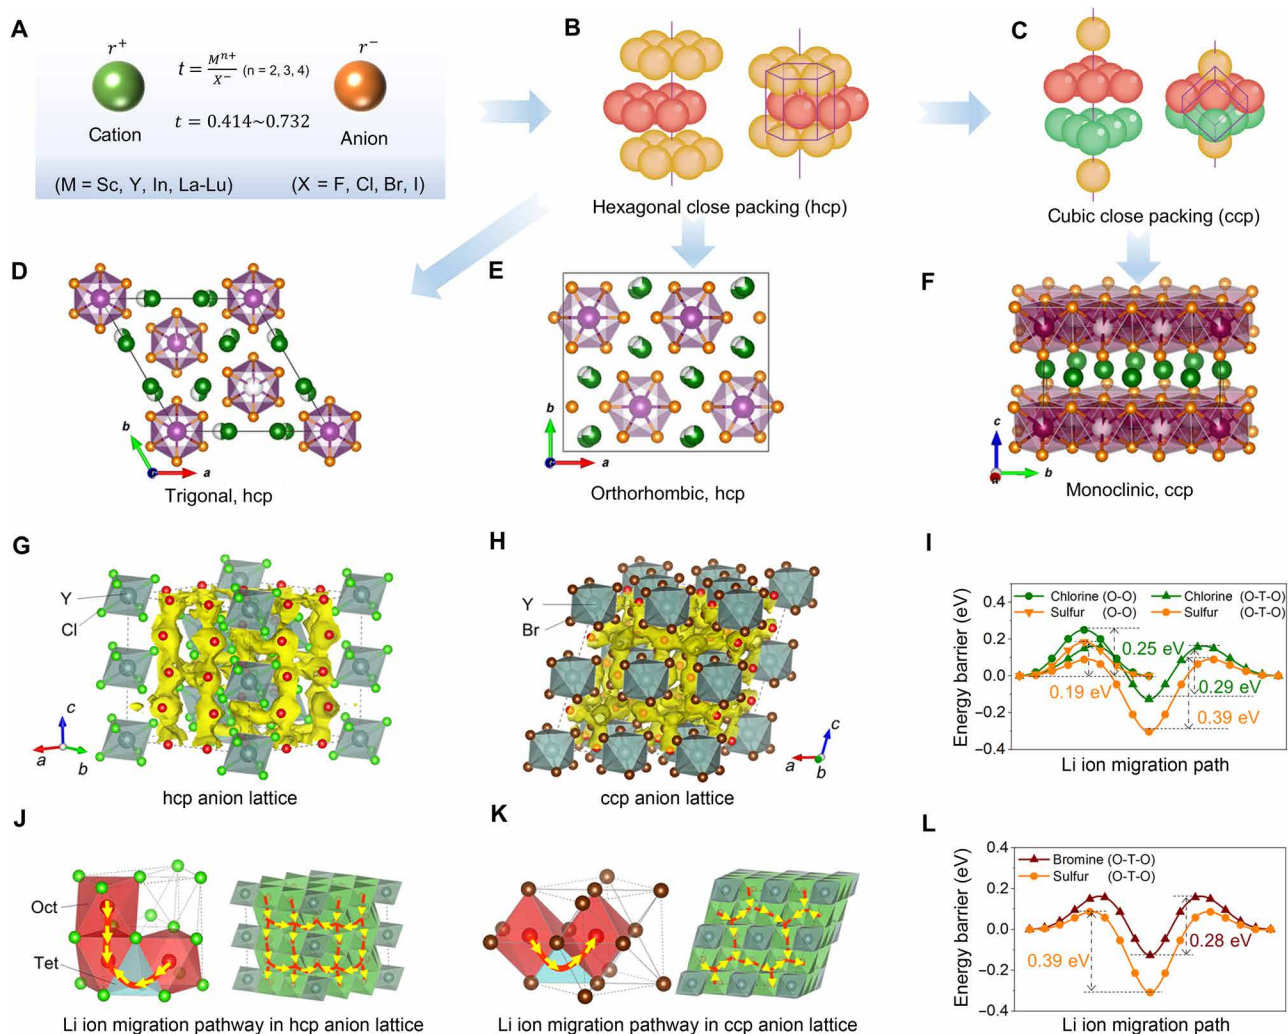 A
r⁺
r⁻
t = Mⁿ⁺/X⁻ (n = 2, 3, 4)
t = 0.414~0.732
Cation
Anion
(M = Sc, Y, In, La-Lu)
(X = F, Cl, Br, I)
B
Hexagonal close packing (hcp)
C
Cubic close packing (ccp)
D
b
a
Trigonal, hcp
E
b
a
Orthorhombic, hcp
F
c
a
b
Monoclinic, ccp
G
Y
Cl
c
a
b
hcp anion lattice
H
Y
Br
c
a
b
ccp anion lattice
I
Energy barrier (eV)
0.4
0.2
0.0
−0.2
−0.4
Chlorine (O-O)
Chlorine (O-T-O)
Sulfur (O-O)
Sulfur (O-T-O)
0.25 eV
0.19 eV
0.29 eV
0.39 eV
Li ion migration path
J
Oct
Tet
Li ion migration pathway in hcp anion lattice
K
Li ion migration pathway in ccp anion lattice
L
Energy barrier (eV)
0.4
0.2
0.0
−0.2
−0.4
Bromine (O-T-O)
Sulfur (O-T-O)
0.39 eV
0.28 eV
Li ion migration path